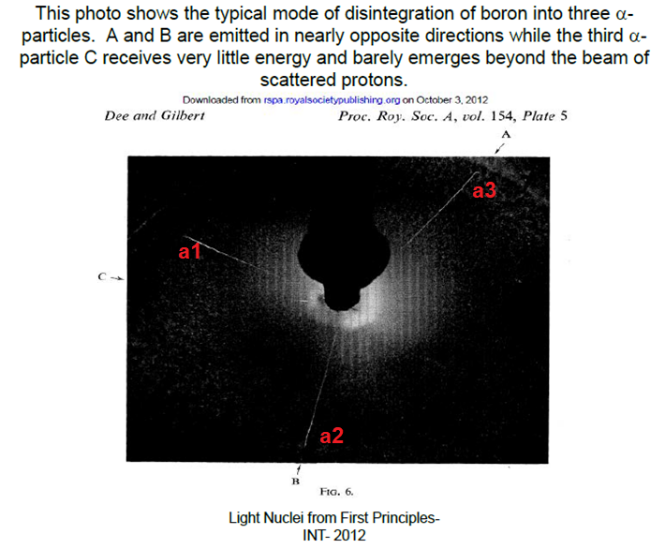 This photo shows the typical mode of disintegration of boron into three α-
particles. A and B are emitted in nearly opposite directions while the third α-
particle C receives very little energy and barely emerges beyond the beam of
scattered protons.
Downloaded from rspa.royalsocietypublishing.org on October 3, 2012
Dee and Gilbert Proc. Roy. Soc. A, vol. 154, Plate 5
A
a3
a1
C
a2
B
FIG. 6.
Light Nuclei from First Principles-
INT- 2012